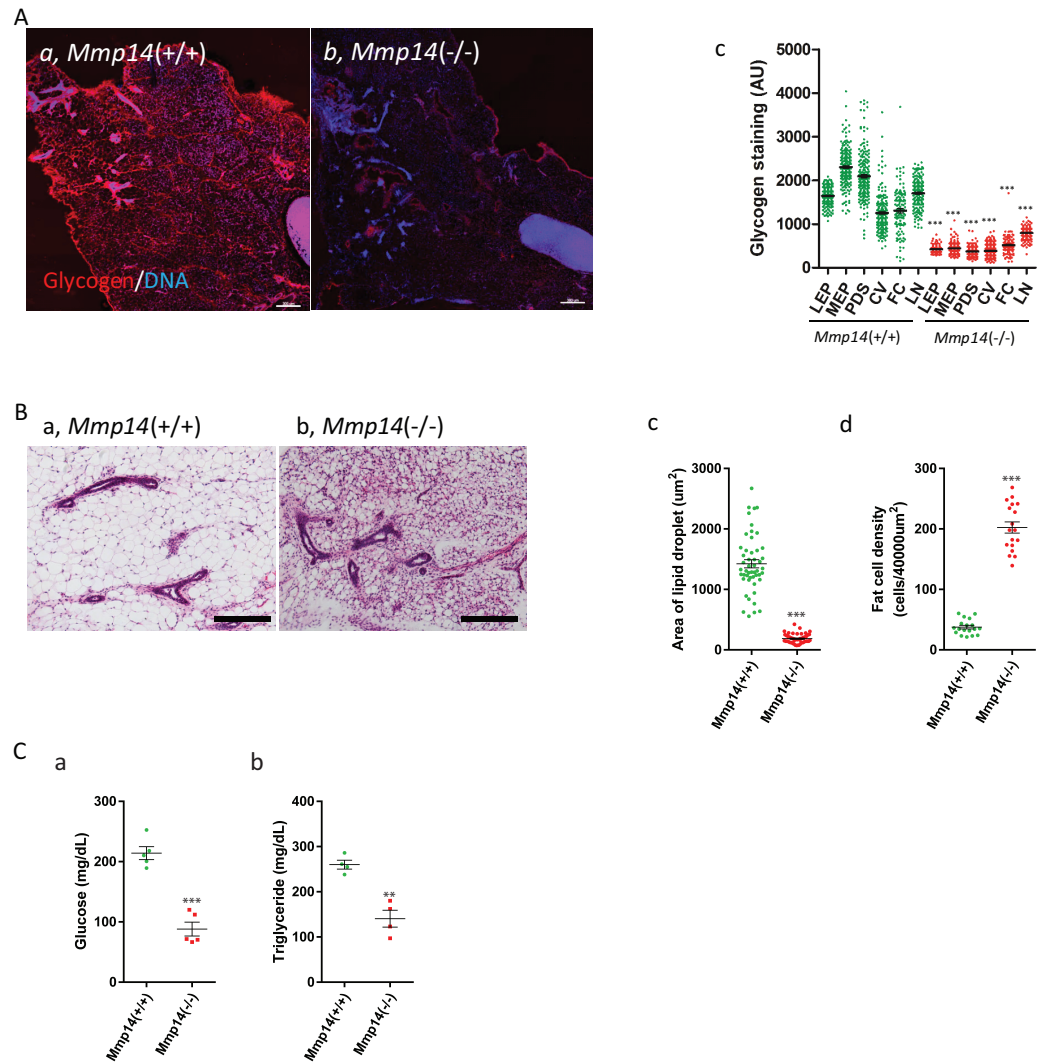 A
a, Mmp14(+/+)
b, Mmp14(-/-)
Glycogen/DNA
c
Glycogen staining (AU)
5000
4000
3000
2000
1000
0
*** *** *** *** *** ***
LEP MEP PDS CV FC LN LEP MEP PDS CV FC LN
Mmp14(+/+) Mmp14(-/-)
B
a, Mmp14(+/+)
b, Mmp14(-/-)
c
Area of lipid droplet (um²)
3000
2000
1000
0
***
Mmp14(+/+) Mmp14(-/-)
d
Fat cell density
(cells/40000um²)
300
200
100
0
***
Mmp14(+/+) Mmp14(-/-)
C
a
Glucose (mg/dL)
300
200
100
0
***
Mmp14(+/+) Mmp14(-/-)
b
Triglyceride (mg/dL)
400
300
200
100
0
**
Mmp14(+/+) Mmp14(-/-)